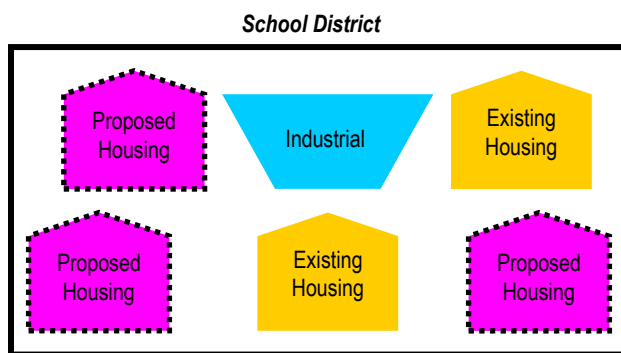 School District
Proposed
Housing
Industrial
Existing
Housing
Proposed
Housing
Existing
Housing
Proposed
Housing